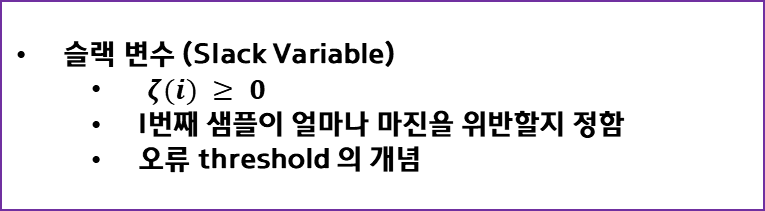 • 슬랙 변수 (Slack Variable)
• ζ(i) ≥ 0
• I번째 샘플이 얼마나 마진을 위반할지 정함
• 오류 threshold 의 개념